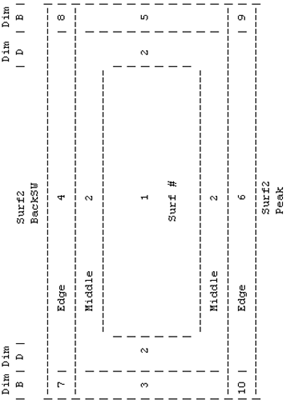 Dim Dim Dim Dim
B | D | Surf2 | D | B
BackSW
7 | Edge 4 | 8
Middle 2
3 | 2 | 1 | 2 | 5
Surf #
Middle 2
10 | Edge 6 | 9
Surf2
Peak